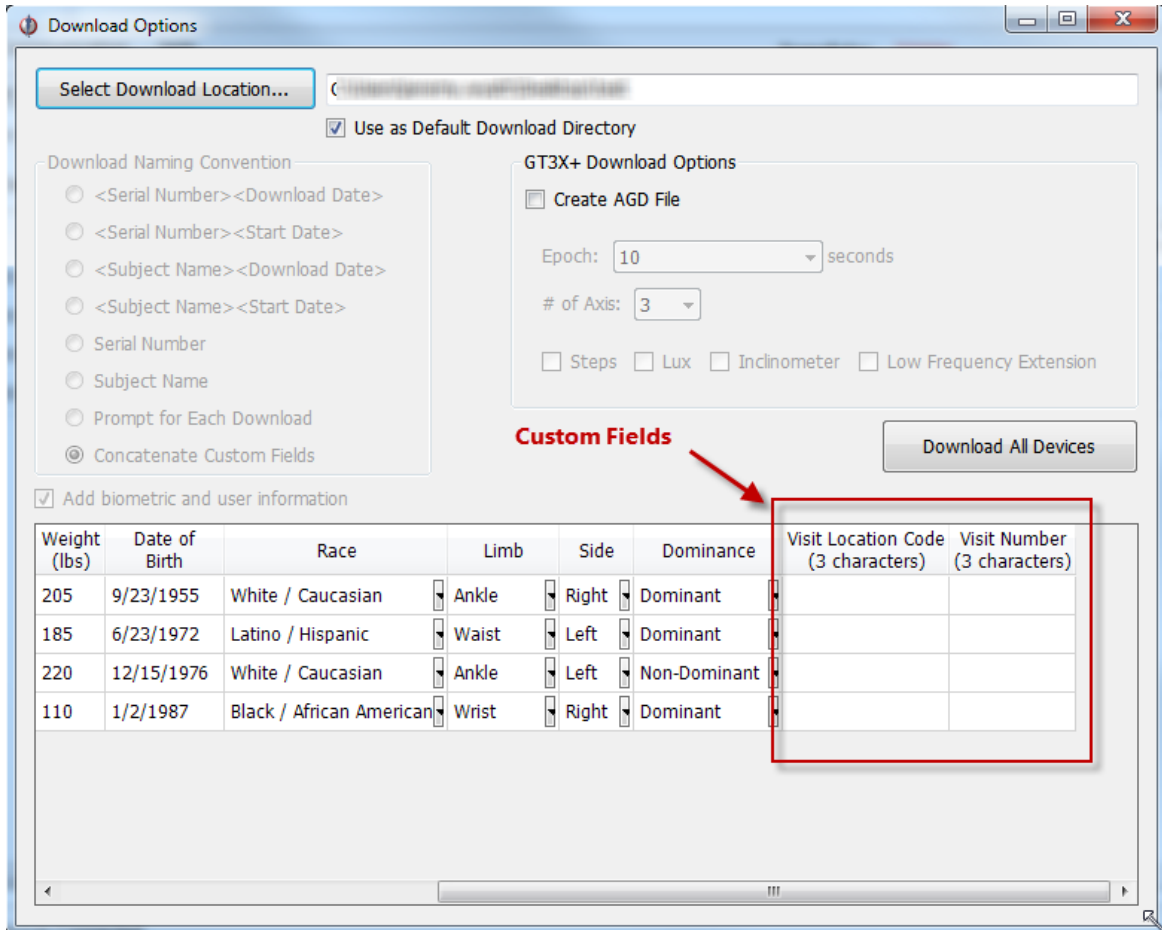 Download Options
Select Download Location...
Use as Default Download Directory
Download Naming Convention
<Serial Number><Download Date>
<Serial Number><Start Date>
<Subject Name><Download Date>
<Subject Name><Start Date>
Serial Number
Subject Name
Prompt for Each Download
Concatenate Custom Fields
GT3X+ Download Options
Create AGD File
Epoch: 10 seconds
# of Axis: 3
Steps Lux Inclinometer Low Frequency Extension
Custom Fields
Download All Devices
Add biometric and user information
Weight (lbs) Date of Birth Race Limb Side Dominance Visit Location Code (3 characters) Visit Number (3 characters)
205 9/23/1955 White / Caucasian Ankle Right Dominant
185 6/23/1972 Latino / Hispanic Waist Left Dominant
220 12/15/1976 White / Caucasian Ankle Left Non-Dominant
110 1/2/1987 Black / African American Wrist Right Dominant